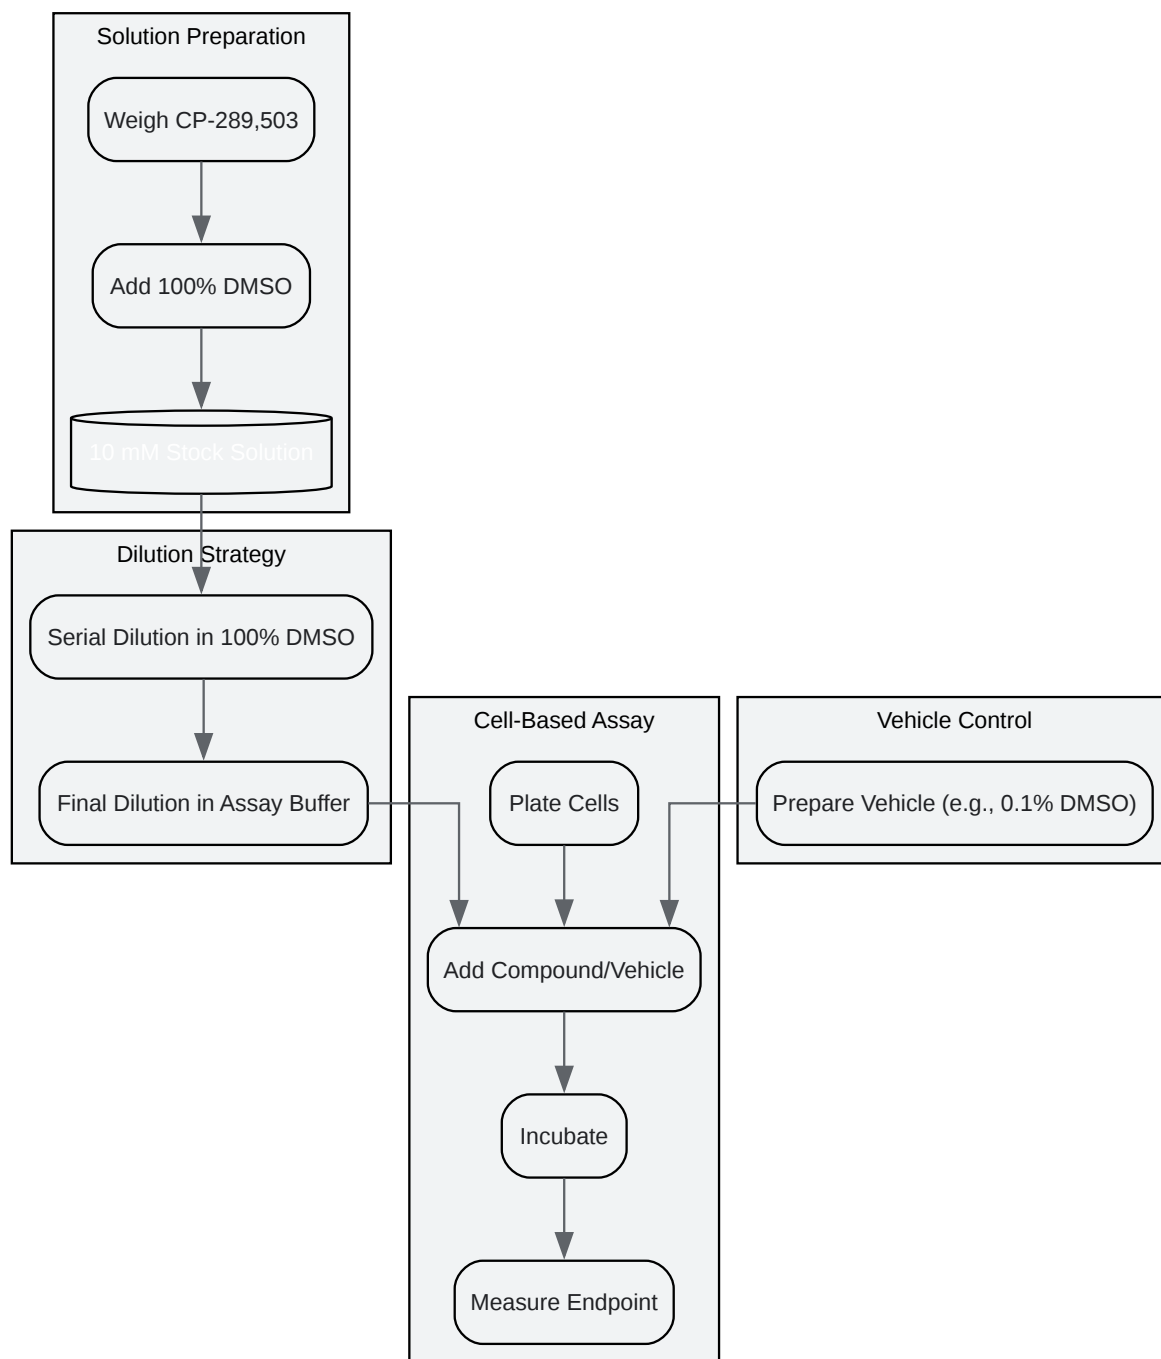 Solution Preparation
Weigh CP-289,503
Add 100% DMSO
10 mM Stock Solution
Dilution Strategy
Serial Dilution in 100% DMSO
Final Dilution in Assay Buffer
Cell-Based Assay
Plate Cells
Add Compound/Vehicle
Incubate
Measure Endpoint
Vehicle Control
Prepare Vehicle (e.g., 0.1% DMSO)